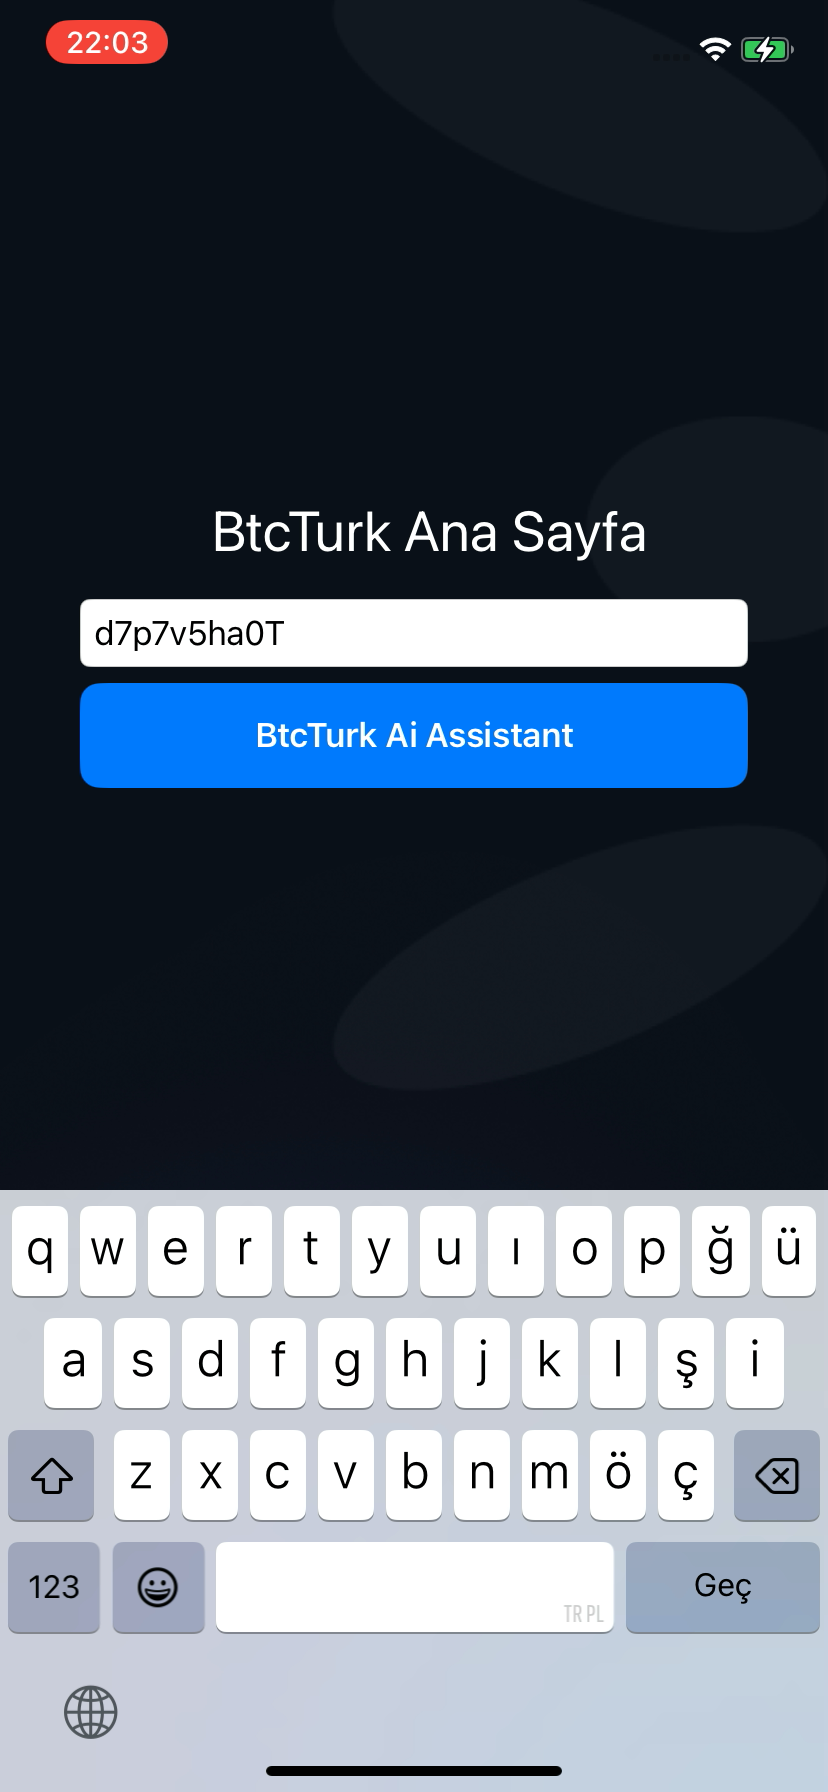 22:03
BtcTurk Ana Sayfa
d7p7v5ha0T
BtcTurk Ai Assistant
q w e r t y u ı o p ğ ü
a s d f g h j k l ş i
z x c v b n m ö ç
123
TR PL
Geç